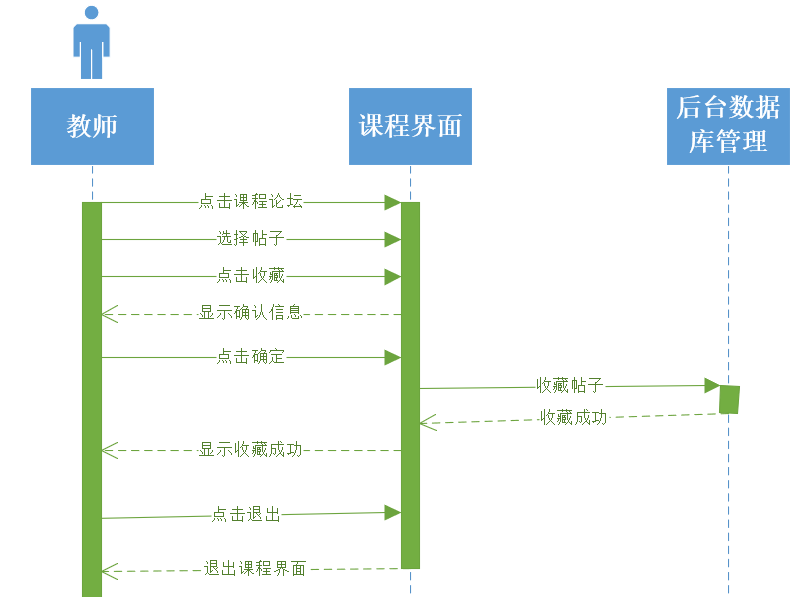 教师
课程界面
后台数据
库管理
点击课程论坛
选择帖子
点击收藏
显示确认信息
点击确定
收藏帖子
收藏成功
显示收藏成功
点击退出
退出课程界面